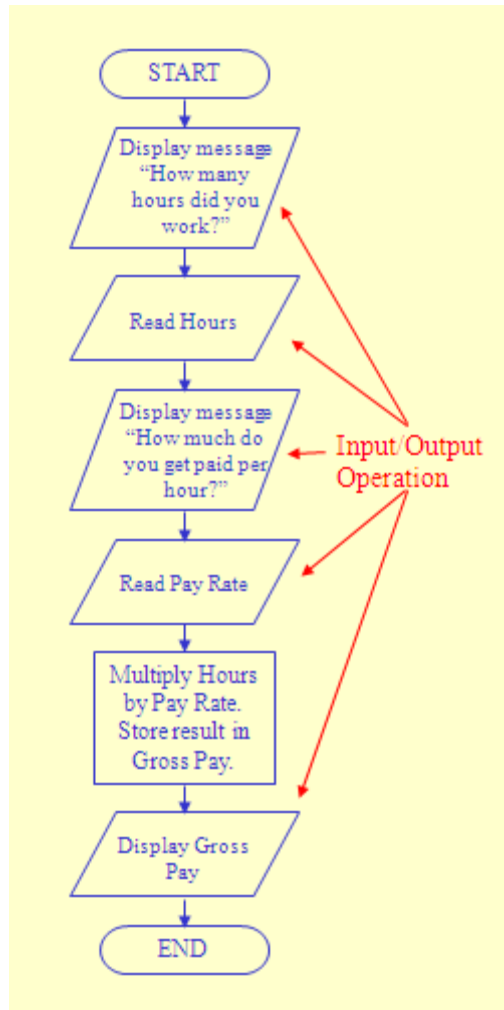 START
Display message
“How many
hours did you
work?”
Read Hours
Display message
“How much do
you get paid per
hour?”
Input/Output
Operation
Read Pay Rate
Multiply Hours
by Pay Rate.
Store result in
Gross Pay.
Display Gross
Pay
END